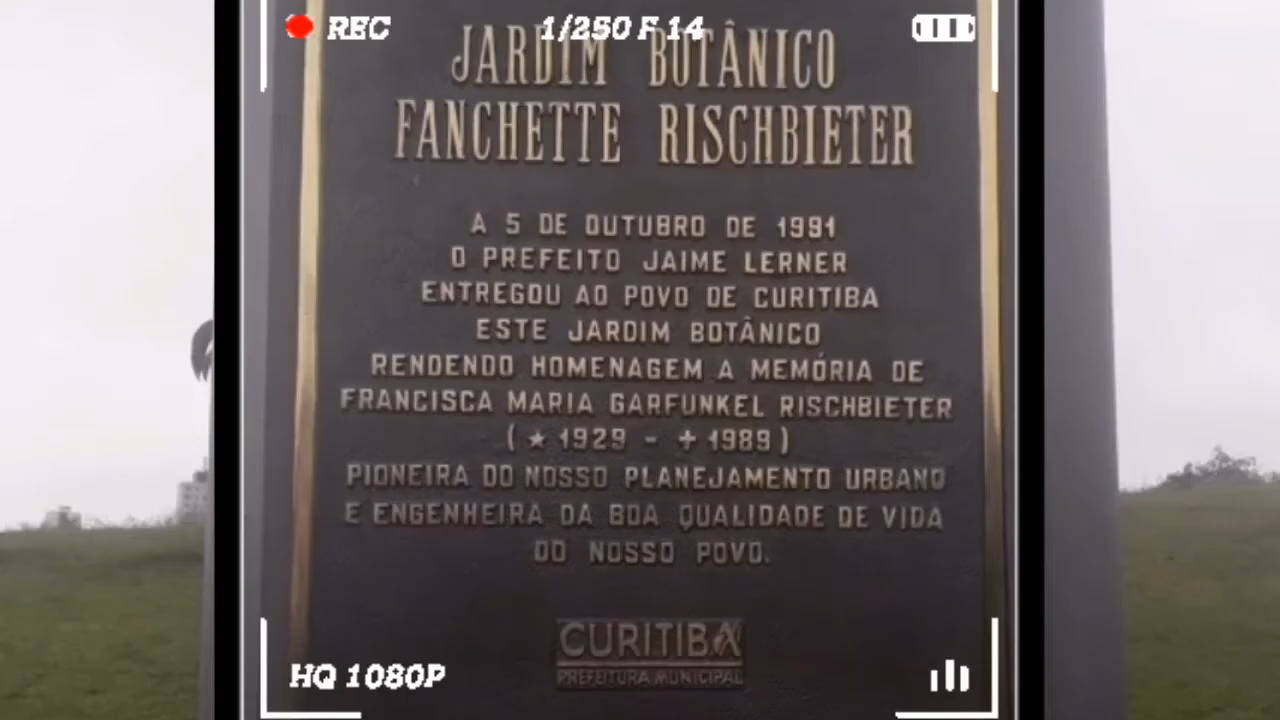 REC 1/250 F 14
JARDIM BOTÂNICO
FANCHETTE RISCHBIETER
A 5 DE OUTUBRO DE 1991
O PREFEITO JAIME LERNER
ENTREGOU AO POVO DE CURITIBA
ESTE JARDIM BOTÂNICO
RENDENDO HOMENAGEM A MEMÓRIA DE
FRANCISCA MARIA GARFUNKEL RISCHBIETER
( ★ 1929 - ✝ 1989 )
PIONEIRA DO NOSSO PLANEJAMENTO URBANO
E ENGENHEIRA DA BOA QUALIDADE DE VIDA
DO NOSSO POVO.
CURITIBA
PREFEITURA MUNICIPAL
HQ 1080P